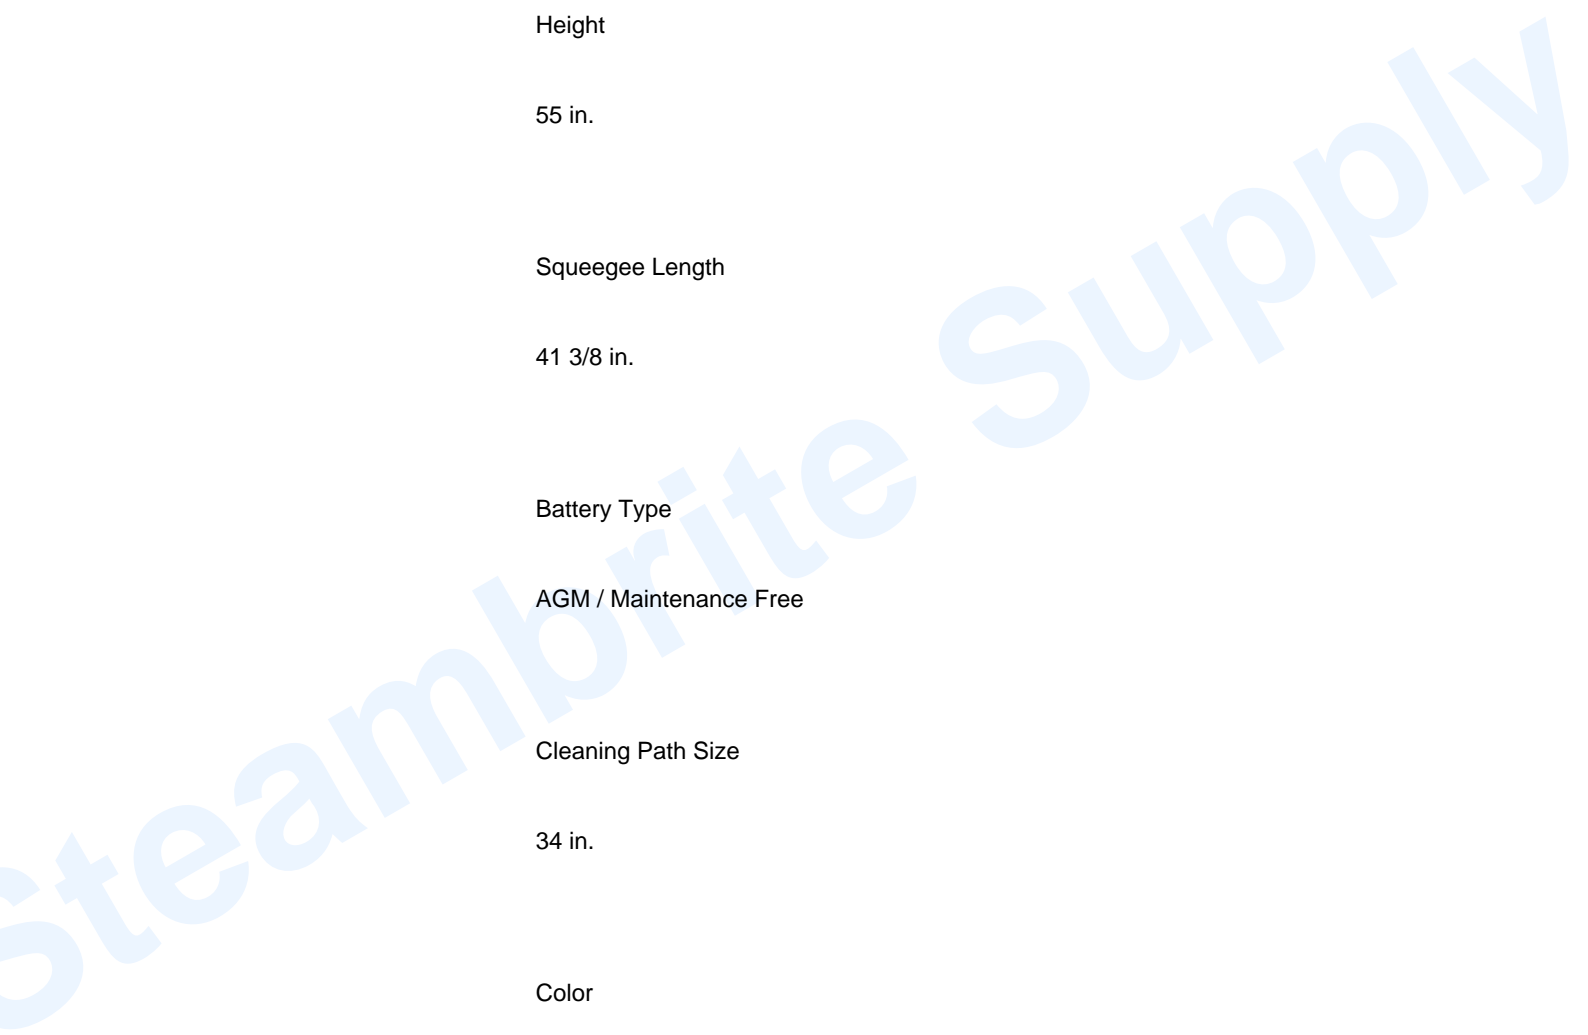 Height
55 in.
Squeegee Length
41 3/8 in.
Battery Type
AGM / Maintenance Free
Cleaning Path Size
34 in.
Color
Steambrite Supply